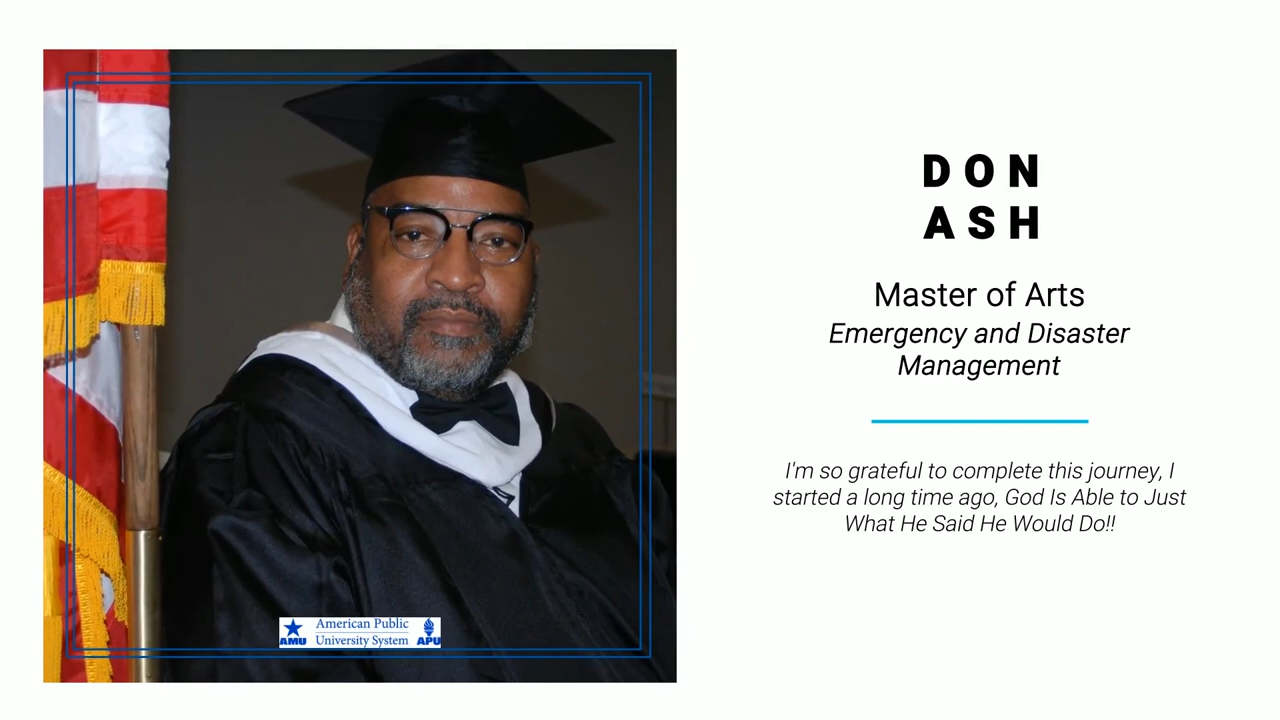 DON
ASH
Master of Arts
Emergency and Disaster
Management
I'm so grateful to complete this journey, I
started a long time ago, God Is Able to Just
What He Said He Would Do!!
AMU
American Public
University System
APU